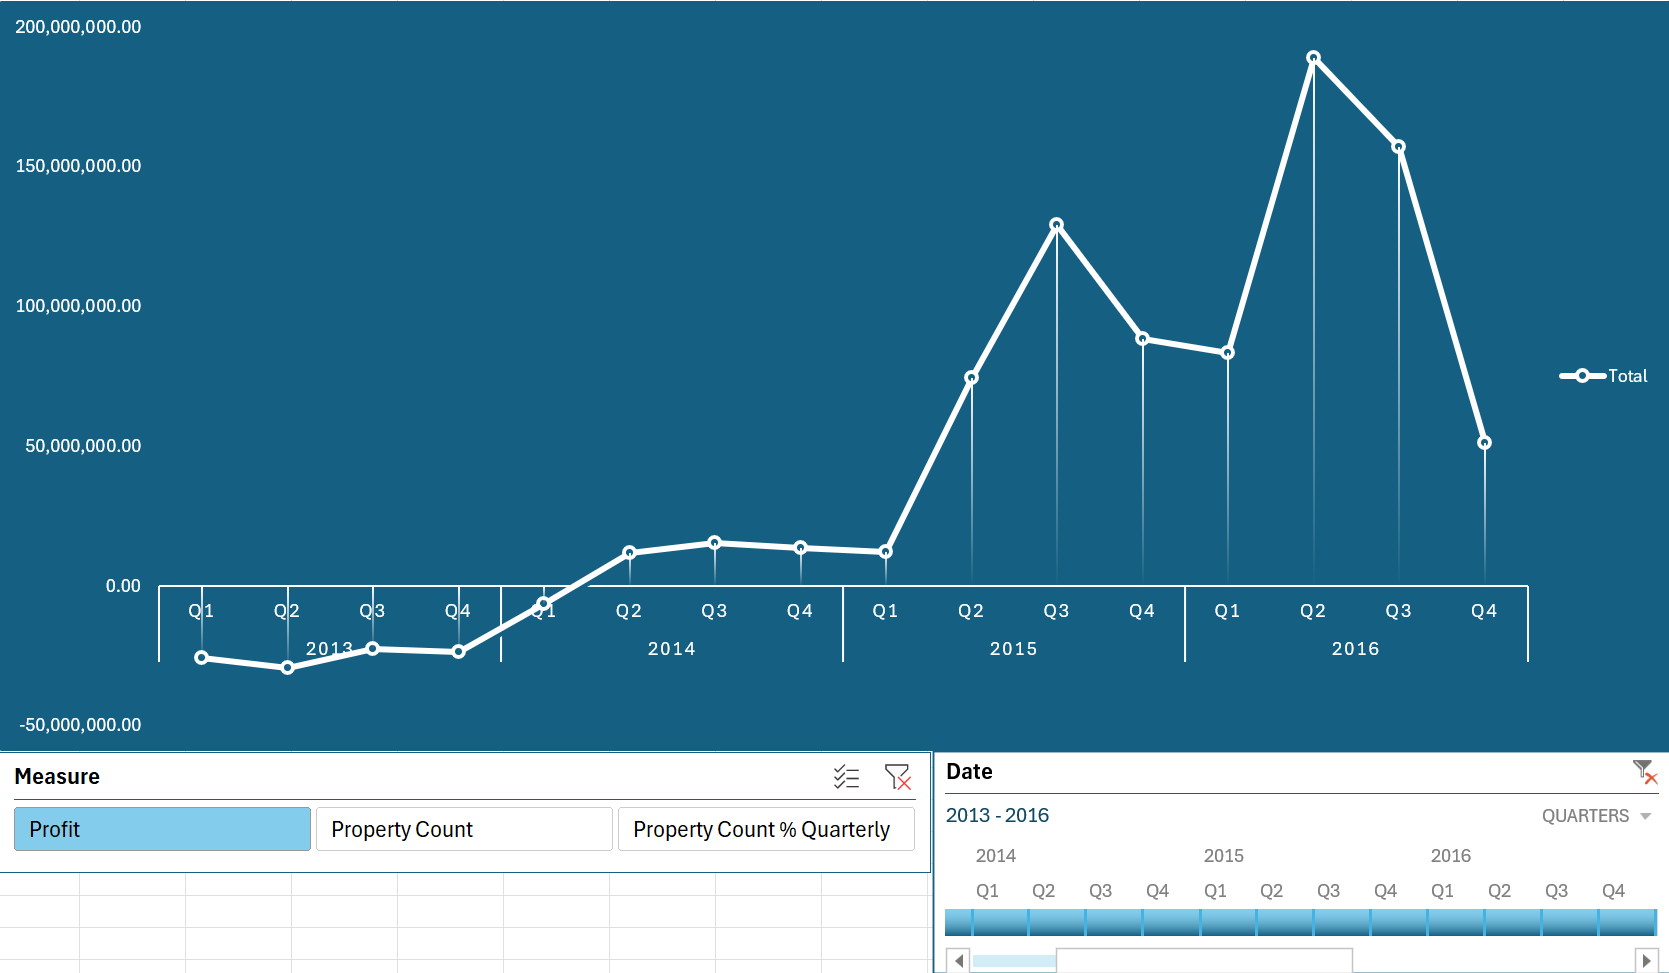 200,000,000.00
150,000,000.00
100,000,000.00
50,000,000.00
0.00
-50,000,000.00
Q1 Q2 Q3 Q4 Q1 Q2 Q3 Q4 Q1 Q2 Q3 Q4 Q1 Q2 Q3 Q4
2013 2014 2015 2016
Total
Measure
Profit Property Count Property Count % Quarterly
Date
2013 - 2016 QUARTERS
2014 2015 2016
Q1 Q2 Q3 Q4 Q1 Q2 Q3 Q4 Q1 Q2 Q3 Q4